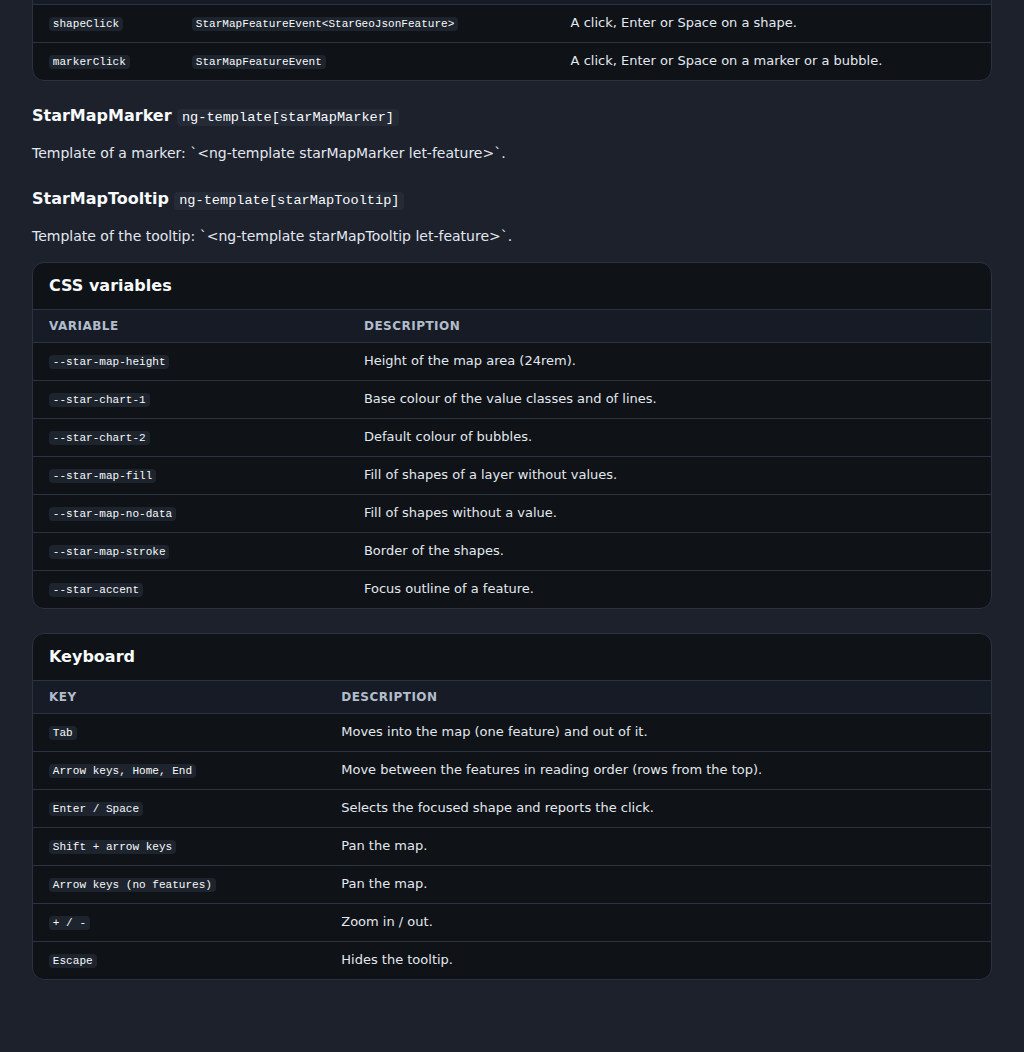 shapeClick StarMapFeatureEvent<StarGeoJsonFeature> A click, Enter or Space on a shape.
markerClick StarMapFeatureEvent A click, Enter or Space on a marker or a bubble.
StarMapMarker ng-template[starMapMarker]
Template of a marker: `<ng-template starMapMarker let-feature>`.
StarMapTooltip ng-template[starMapTooltip]
Template of the tooltip: `<ng-template starMapTooltip let-feature>`.
CSS variables
VARIABLE DESCRIPTION
--star-map-height Height of the map area (24rem).
--star-chart-1 Base colour of the value classes and of lines.
--star-chart-2 Default colour of bubbles.
--star-map-fill Fill of shapes of a layer without values.
--star-map-no-data Fill of shapes without a value.
--star-map-stroke Border of the shapes.
--star-accent Focus outline of a feature.
Keyboard
KEY DESCRIPTION
Tab Moves into the map (one feature) and out of it.
Arrow keys, Home, End Move between the features in reading order (rows from the top).
Enter / Space Selects the focused shape and reports the click.
Shift + arrow keys Pan the map.
Arrow keys (no features) Pan the map.
+ / - Zoom in / out.
Escape Hides the tooltip.